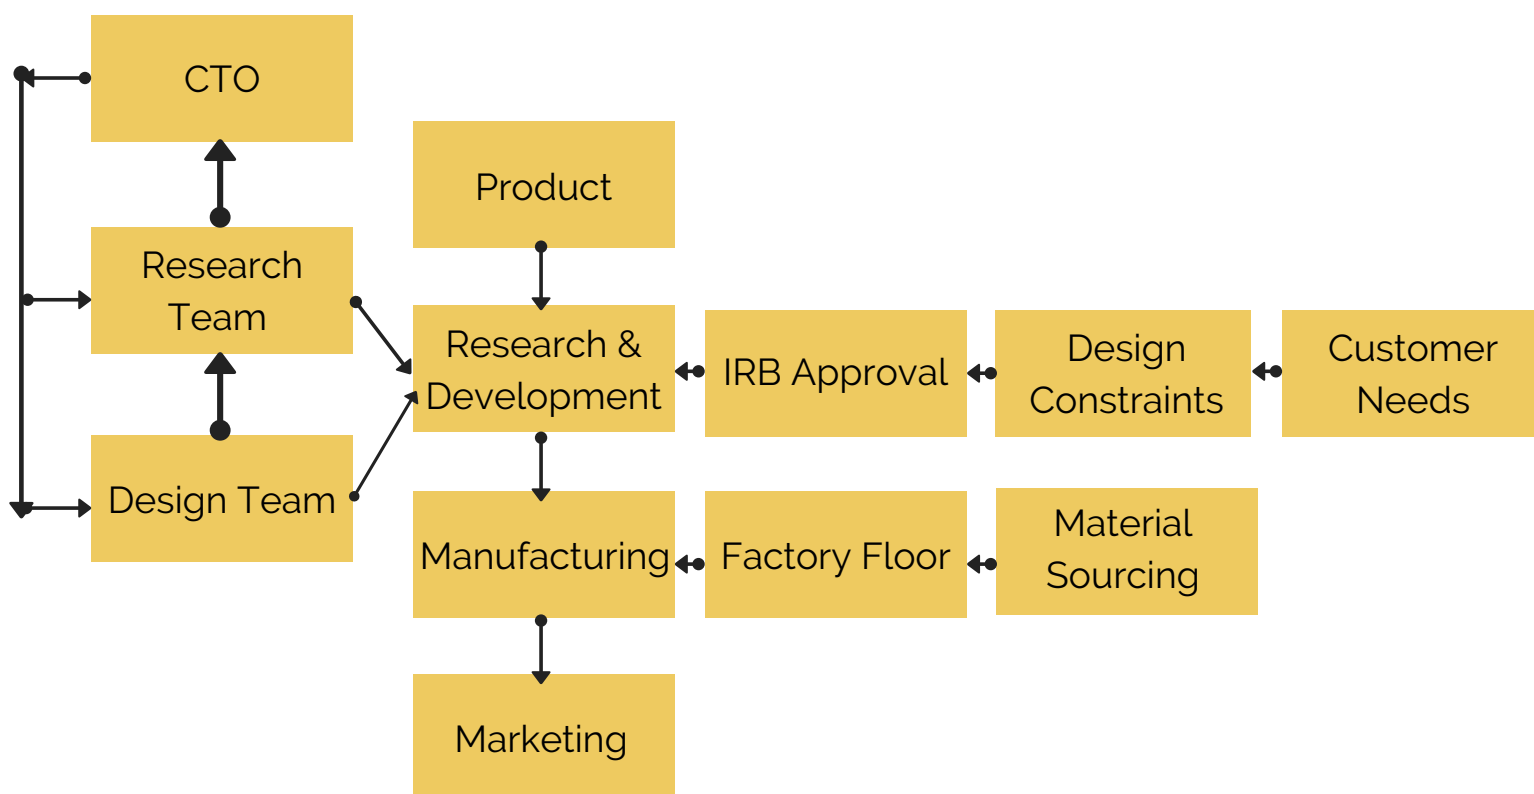 CTO
Product
Research
Team
Research &
Development
IRB Approval
Design
Constraints
Customer
Needs
Design Team
Manufacturing
Factory Floor
Material
Sourcing
Marketing